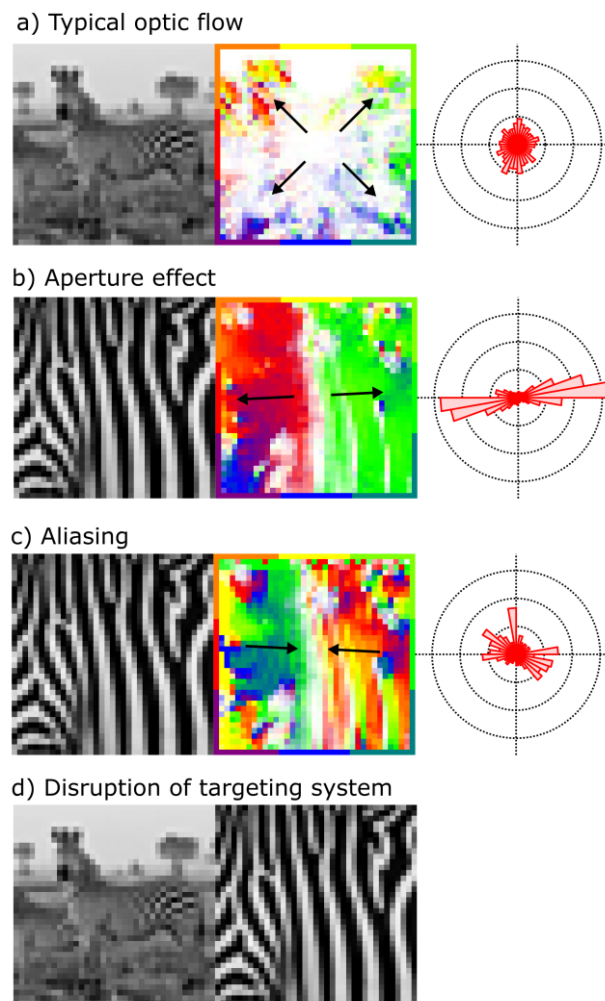 a) Typical optic flow
b) Aperture effect
c) Aliasing
d) Disruption of targeting system